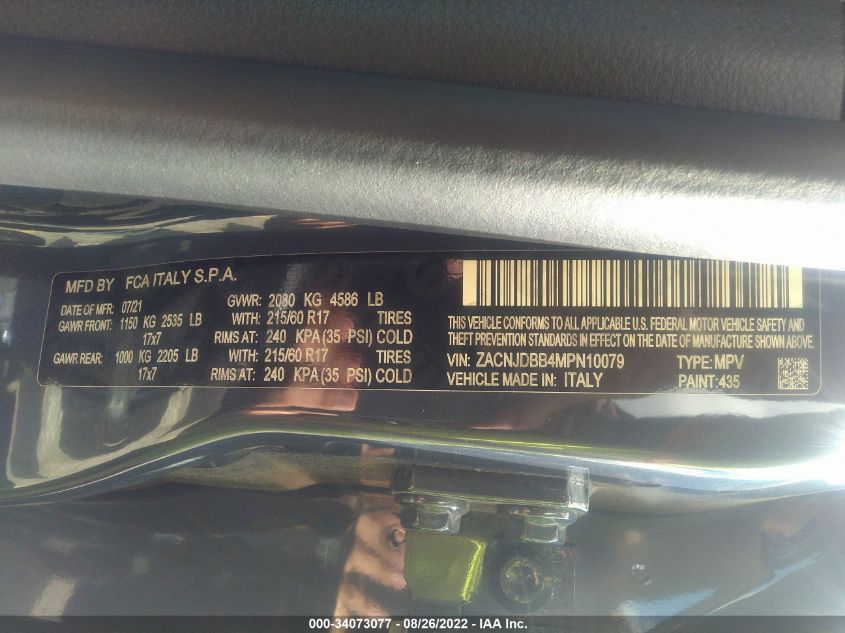 MFD BY FCA ITALY S.P.A.
DATE OF MFR: 07/21 GVWR: 2080 KG 4586 LB
GAWR FRONT: 1150 KG 2535 LB WITH: 215/60 R17 TIRES
17x7 RIMS AT: 240 KPA (35 PSI) COLD
GAWR REAR: 1000 KG 2205 LB WITH: 215/60 R17 TIRES
17x7 RIMS AT: 240 KPA (35 PSI) COLD
THIS VEHICLE CONFORMS TO ALL APPLICABLE U.S. FEDERAL MOTOR VEHICLE SAFETY AND
THEFT PREVENTION STANDARDS IN EFFECT ON THE DATE OF MANUFACTURE SHOWN ABOVE.
VIN: ZACNJDBB4MPN10079 TYPE: MPV
VEHICLE MADE IN: ITALY PAINT: 435
000-34073077 - 08/26/2022 - IAA Inc.